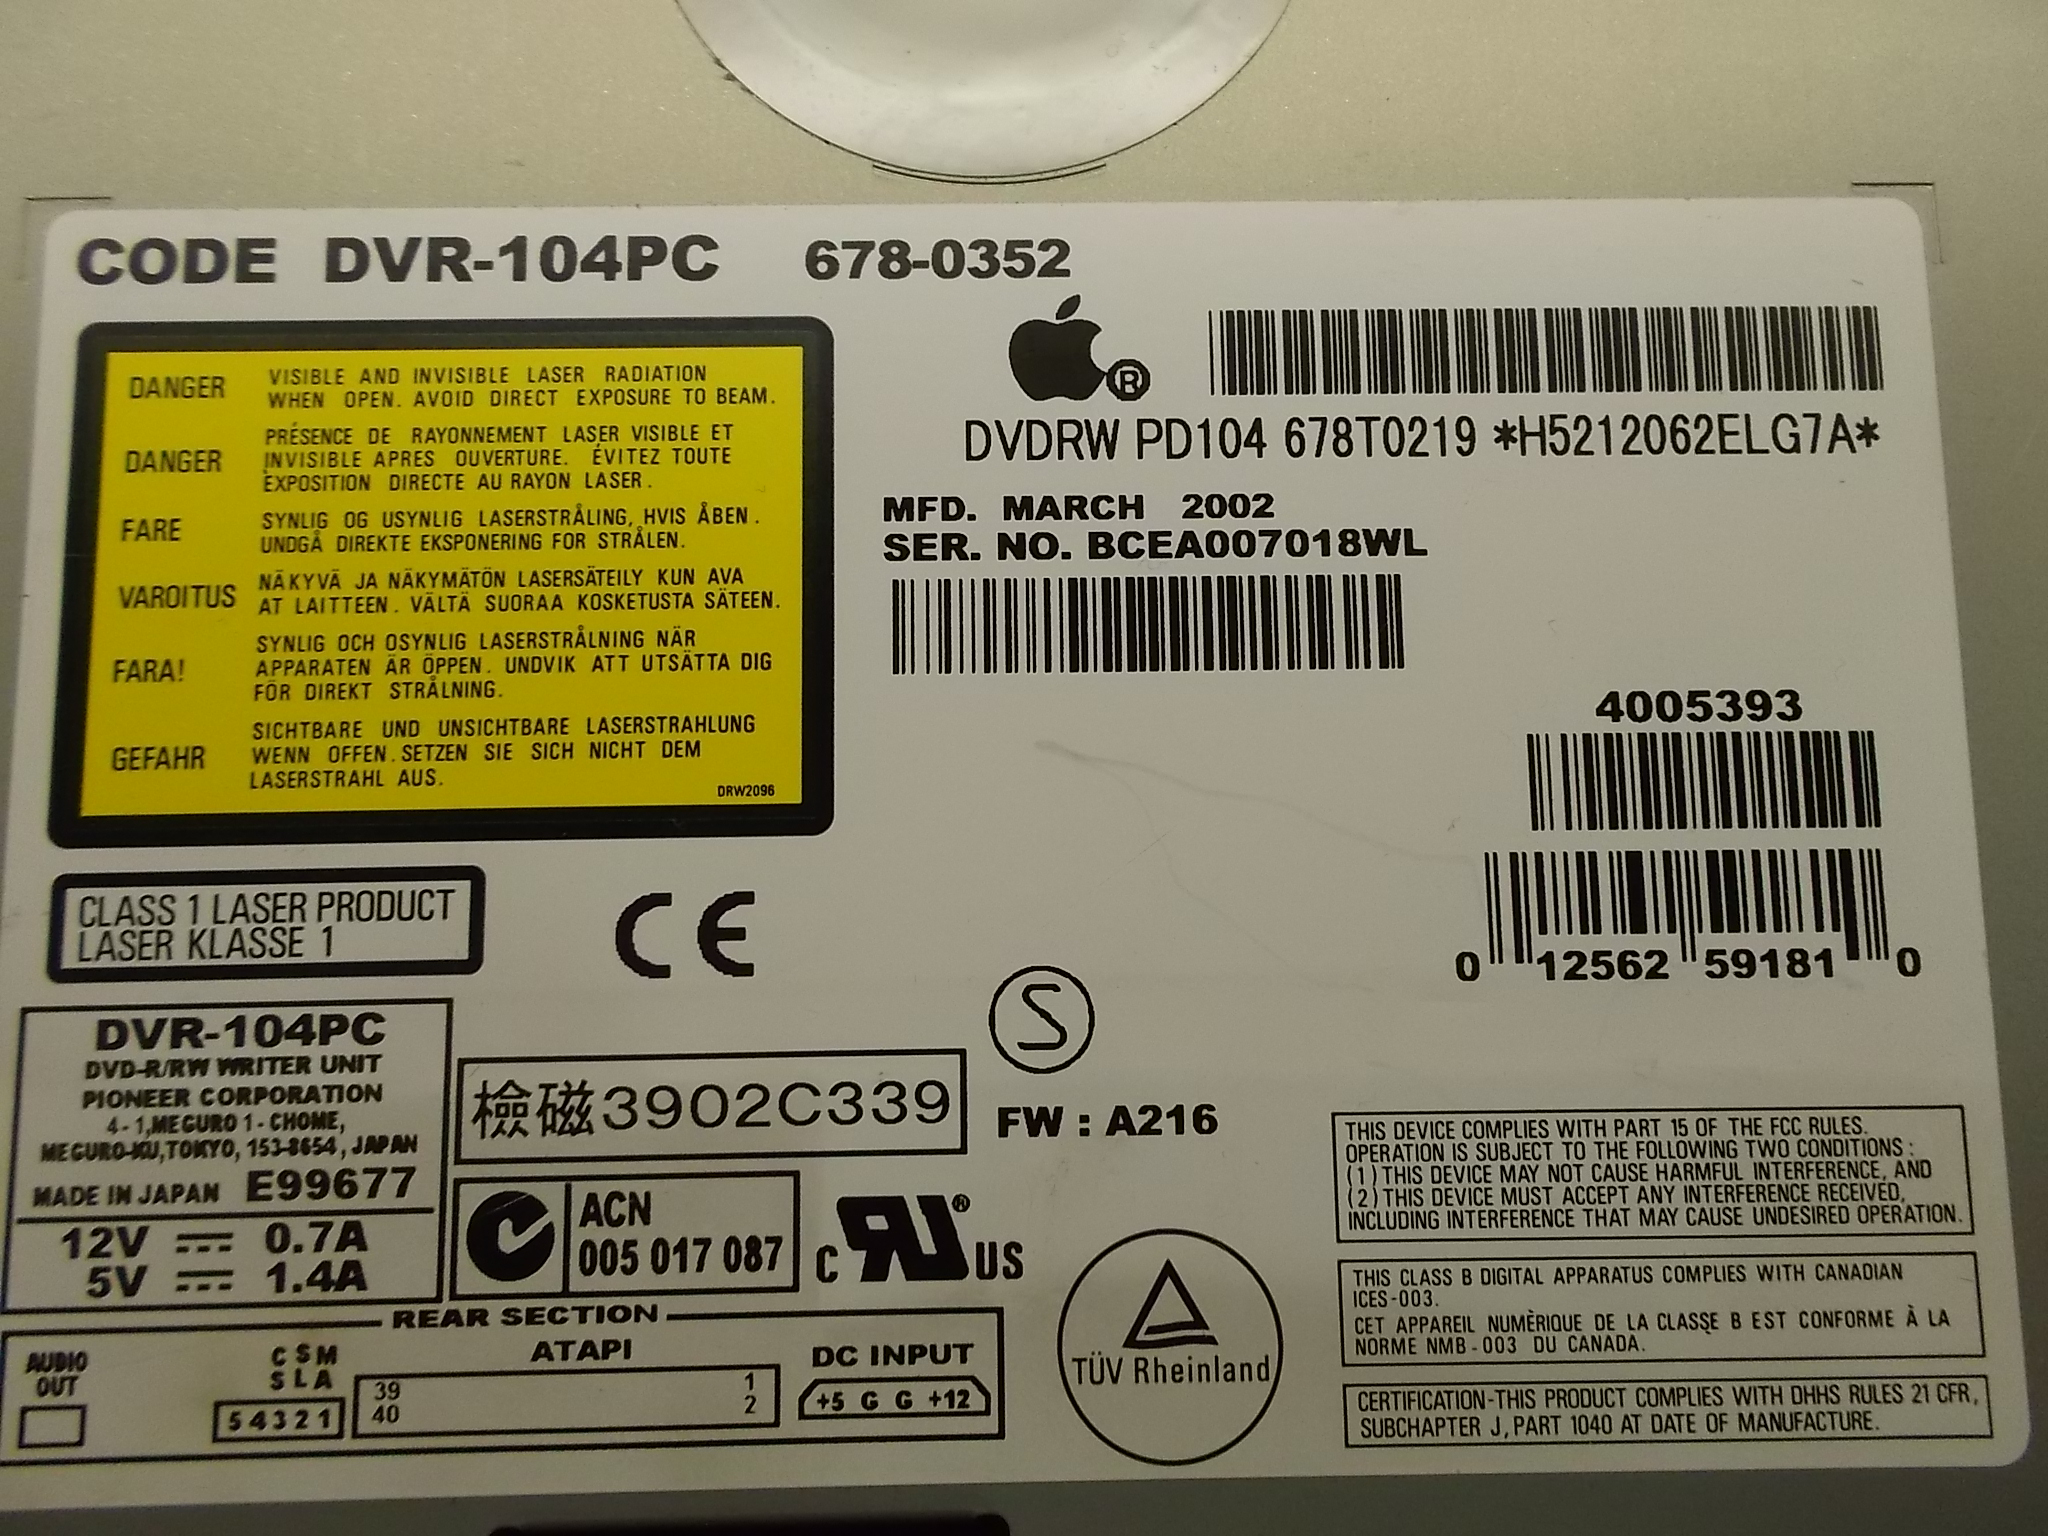 CODE DVR-104PC 678-0352
DANGER VISIBLE AND INVISIBLE LASER RADIATION
WHEN OPEN. AVOID DIRECT EXPOSURE TO BEAM.
DANGER PRÉSENCE DE RAYONNEMENT LASER VISIBLE ET
INVISIBLE APRES OUVERTURE. ÉVITEZ TOUTE
EXPOSITION DIRECTE AU RAYON LASER.
FARE SYNLIG OG USYNLIG LASERSTRÅLING, HVIS ÅBEN.
UNDGÅ DIREKTE EKSPONERING FOR STRÅLEN.
VAROITUS NÄKYVÄ JA NÄKYMÄTÖN LASERSÄTEILY KUN AVA
AT LAITTEEN. VÄLTÄ SUORAA KOSKETUSTA SÄTEEN.
FARA! SYNLIG OCH OSYNLIG LASERSTRÅLNING NÄR
APPARATEN ÄR ÖPPEN. UNDVIK ATT UTSÄTTA DIG
FÖR DIREKT STRÅLNING.
GEFAHR SICHTBARE UND UNSICHTBARE LASERSTRAHLUNG
WENN OFFEN. SETZEN SIE SICH NICHT DEM
LASERSTRAHL AUS.
DRW2096
®
DVDRW PD104 678T0219 *H5212062ELG7A*
MFD. MARCH 2002
SER. NO. BCEA007018WL
4005393
0 12562 59181 0
CLASS 1 LASER PRODUCT
LASER KLASSE 1
CE
DVR-104PC
DVD-R/RW WRITER UNIT
PIONEER CORPORATION
4-1, MEGURO 1-CHOME,
MEGURO-KU, TOKYO, 153-8654, JAPAN
MADE IN JAPAN E99677
12V 0.7A
5V 1.4A
檢磁3902C339
S
FW : A216
ACN
005 017 087
C RU ® US
TÜV Rheinland
THIS DEVICE COMPLIES WITH PART 15 OF THE FCC RULES.
OPERATION IS SUBJECT TO THE FOLLOWING TWO CONDITIONS :
(1) THIS DEVICE MAY NOT CAUSE HARMFUL INTERFERENCE, AND
(2) THIS DEVICE MUST ACCEPT ANY INTERFERENCE RECEIVED,
INCLUDING INTERFERENCE THAT MAY CAUSE UNDESIRED OPERATION.
THIS CLASS B DIGITAL APPARATUS COMPLIES WITH CANADIAN
ICES-003.
CET APPAREIL NUMÈRIQUE DE LA CLASSE B EST CONFORME À LA
NORME NMB-003 DU CANADA.
CERTIFICATION-THIS PRODUCT COMPLIES WITH DHHS RULES 21 CFR,
SUBCHAPTER J, PART 1040 AT DATE OF MANUFACTURE.
REAR SECTION
AUDIO
OUT
C S M
S L A
5 4 3 2 1
ATAPI
39 1
40 2
DC INPUT
+5 G G +12